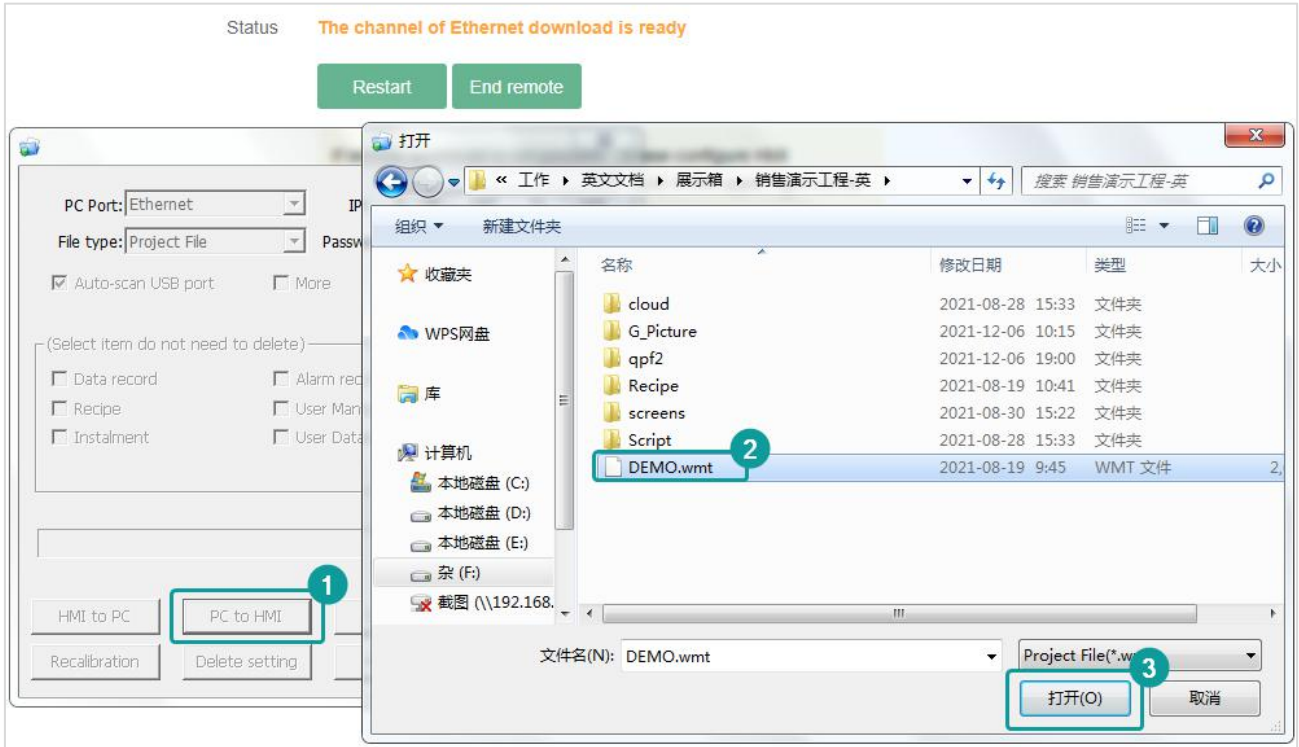 Status The channel of Ethernet download is ready
Restart End remote
打开
« 工作 ▸ 英文文档 ▸ 展示箱 ▸ 销售演示工程-英 ▸
搜索 销售演示工程-英
PC Port: Ethernet IP
File type: Project File Passw
Auto-scan USB port More
(Select item do not need to delete)
Data record Alarm rec
Recipe User Man
Instalment User Data
1
HMI to PC PC to HMI
Recalibration Delete setting
组织 新建文件夹
收藏夹
WPS网盘
库
计算机
本地磁盘 (C:)
本地磁盘 (D:)
本地磁盘 (E:)
杂 (F:)
截图 (\\192.168.
名称 修改日期 类型 大小
cloud 2021-08-28 15:33 文件夹
G_Picture 2021-12-06 10:15 文件夹
qpf2 2021-12-06 19:00 文件夹
Recipe 2021-08-19 10:41 文件夹
screens 2021-08-30 15:22 文件夹
Script 2021-08-28 15:33 文件夹
2
DEMO.wmt 2021-08-19 9:45 WMT 文件 2,
文件名(N): DEMO.wmt Project File(*.w
3
打开(O) 取消